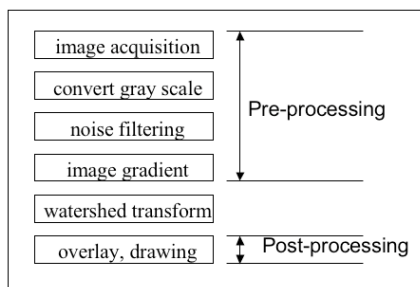 image acquisition
convert gray scale
noise filtering
image gradient
watershed transform
overlay, drawing
Pre-processing
Post-processing